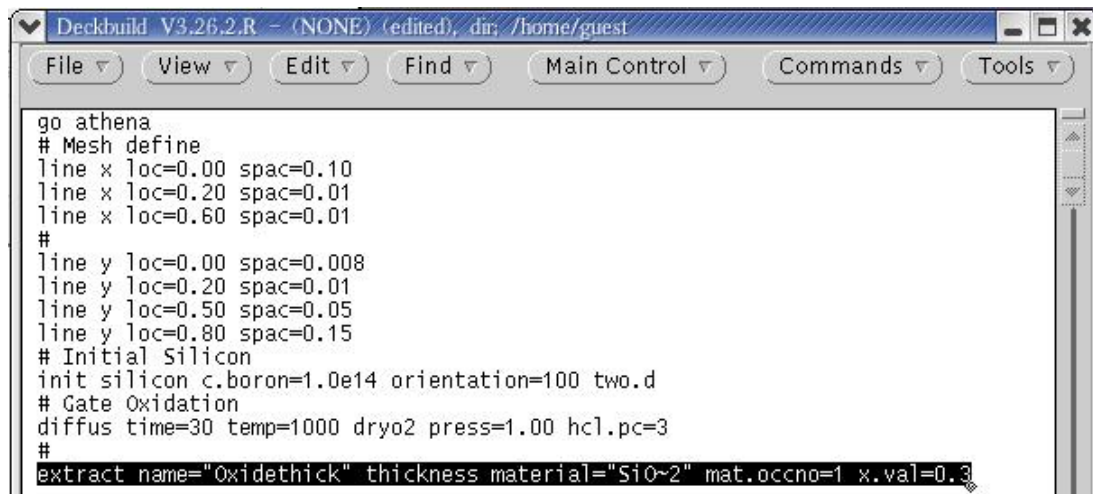 Deckbuild V3.26.2.R - (NONE) (edited), dir; /home/guest
File View Edit Find Main Control Commands Tools
go athena
# Mesh define
line x loc=0.00 spac=0.10
line x loc=0.20 spac=0.01
line x loc=0.60 spac=0.01
#
line y loc=0.00 spac=0.008
line y loc=0.20 spac=0.01
line y loc=0.50 spac=0.05
line y loc=0.80 spac=0.15
# Initial Silicon
init silicon c.boron=1.0e14 orientation=100 two.d
# Gate Oxidation
diffus time=30 temp=1000 dryo2 press=1.00 hcl.pc=3
#
extract name="Oxidethick" thickness material="SiO~2" mat.occno=1 x.val=0.3